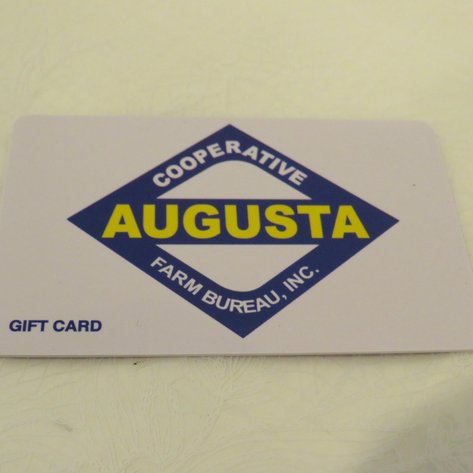 COOPERATIVE
AUGUSTA
FARM BUREAU, INC.
GIFT CARD